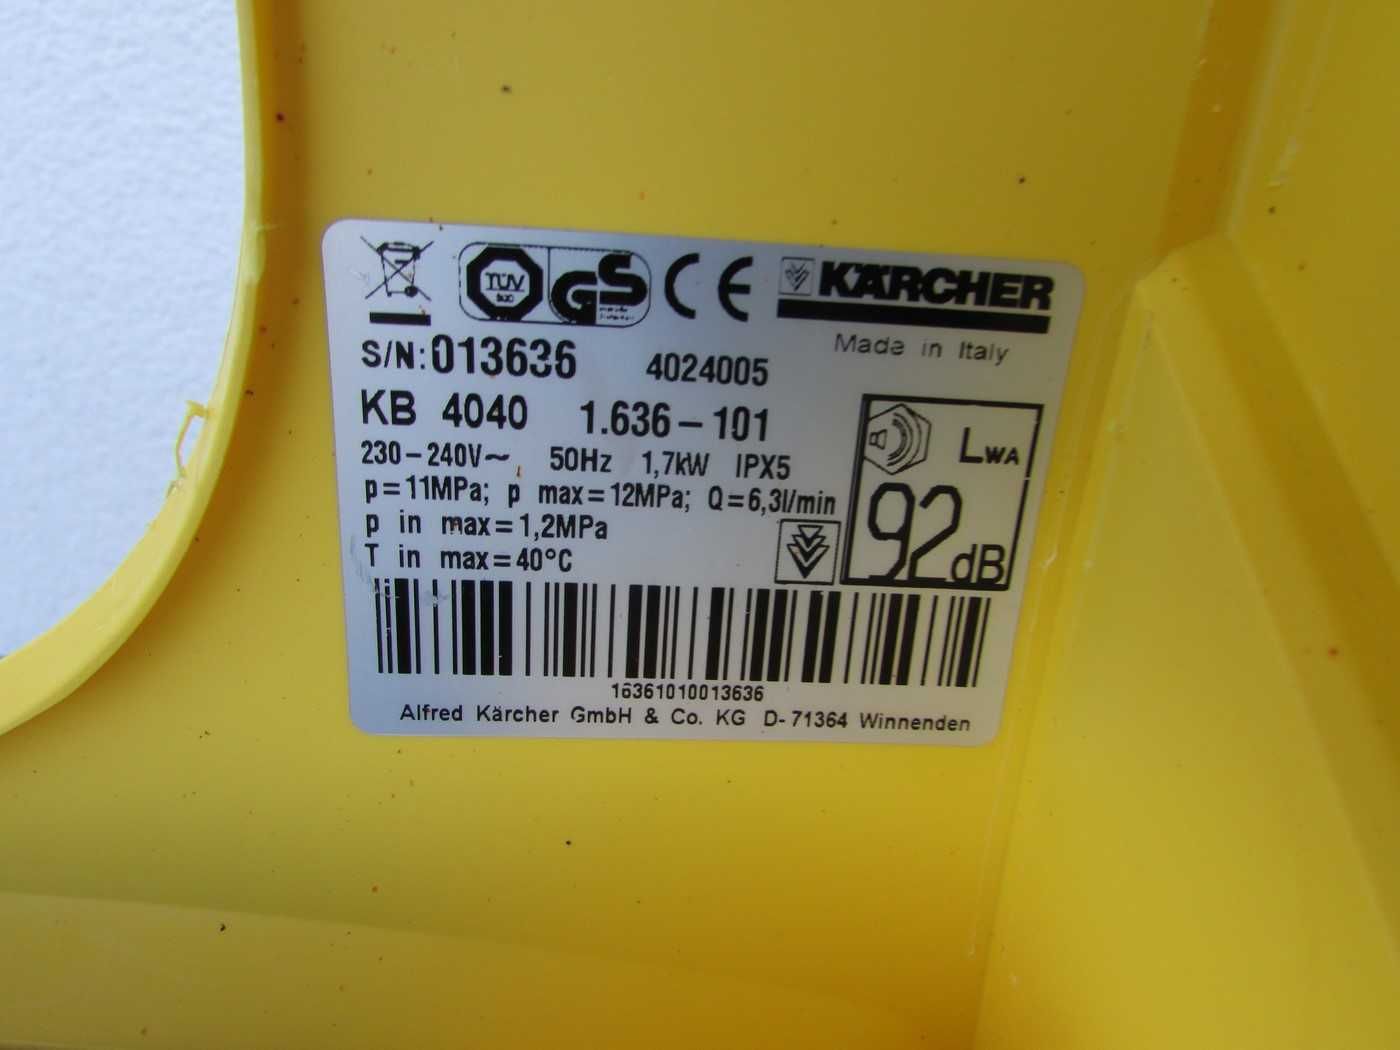 TÜV GS CE KÄRCHER
Made in Italy
S/N: 013636 4024005
KB 4040 1.636-101
230-240V~ 50Hz 1,7kW IPX5
p=11MPa; p max=12MPa; Q=6,3l/min
p in max=1,2MPa
T in max=40°C
LWA
92dB
16361010013636
Alfred Kärcher GmbH & Co. KG D-71364 Winnenden